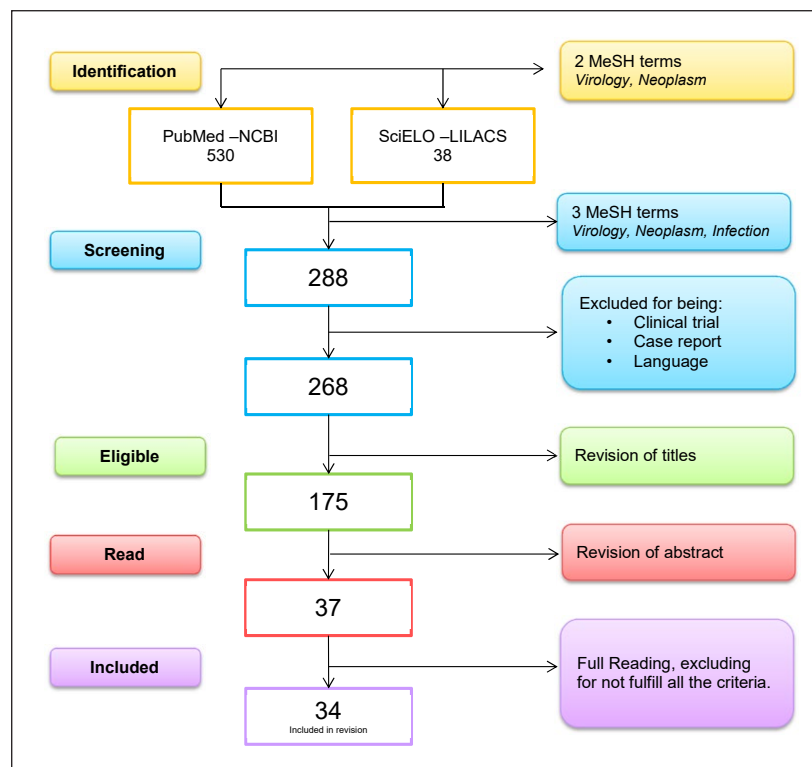 Identification
2 MeSH terms
Virology, Neoplasm
PubMed –NCBI
530
SciELO –LILACS
38
3 MeSH terms
Virology, Neoplasm, Infection
Screening
288
Excluded for being:
• Clinical trial
• Case report
• Language
268
Eligible
Revision of titles
175
Read
Revision of abstract
37
Included
Full Reading, excluding
for not fulfill all the criteria.
34
Included in revision